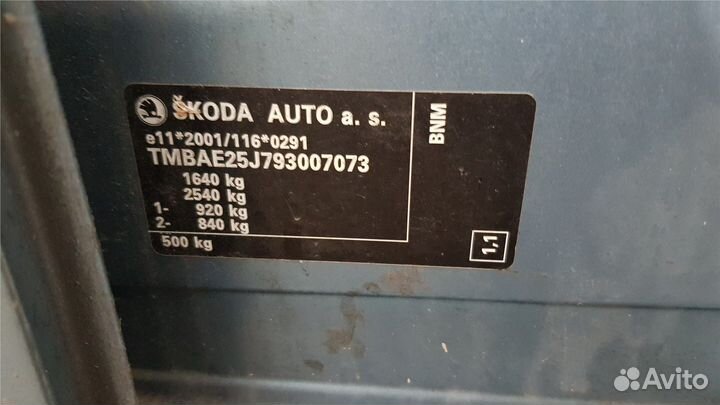 ŠKODA AUTO a. s.
e11*2001/116*0291
TMBAE25J793007073
1640 kg
2540 kg
1- 920 kg
2- 840 kg
500 kg
BNM
1.1
Avito